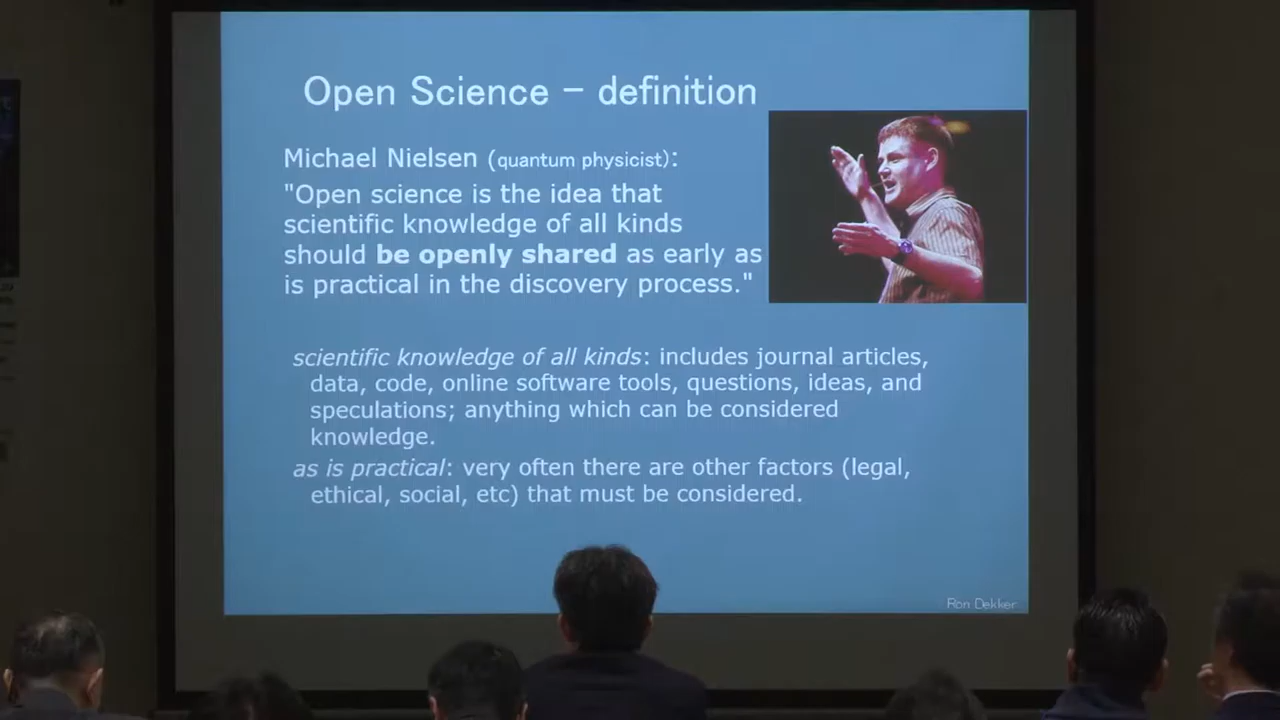 Open Science – definition
Michael Nielsen (quantum physicist):
"Open science is the idea that
scientific knowledge of all kinds
should be openly shared as early as
is practical in the discovery process."
scientific knowledge of all kinds: includes journal articles,
data, code, online software tools, questions, ideas, and
speculations; anything which can be considered
knowledge.
as is practical: very often there are other factors (legal,
ethical, social, etc) that must be considered.
Ron Dekker